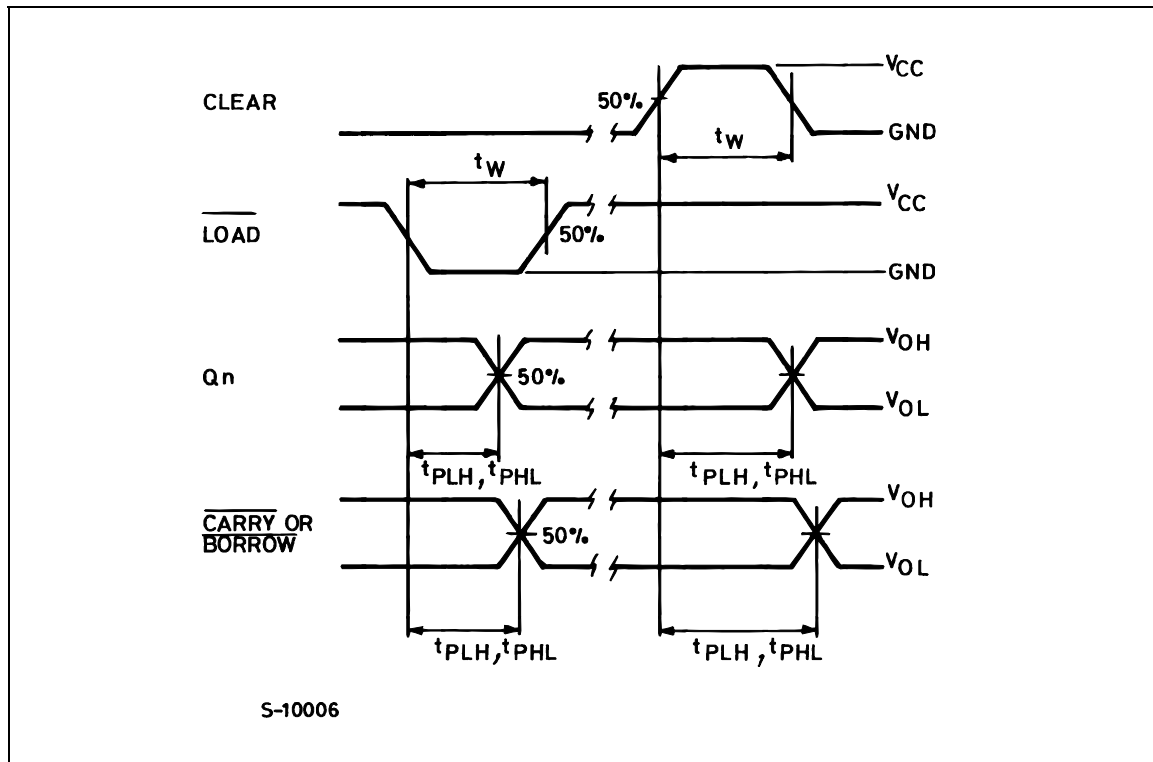 VCC
CLEAR
50%
GND
tW
tW
VCC
LOAD
50%
GND
VOH
Qn
50%
VOL
tPLH, tPHL
tPLH, tPHL
VOH
CARRY OR
BORROW
50%
VOL
tPLH, tPHL
tPLH, tPHL
S-10006